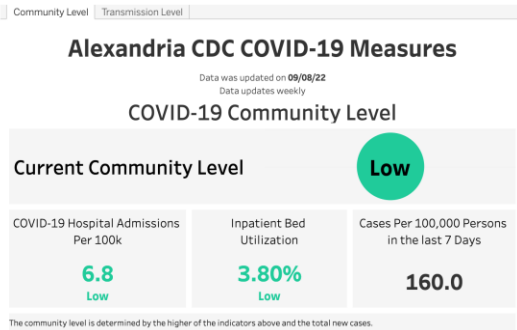 Community Level Transmission Level
Alexandria CDC COVID-19 Measures
Data was updated on 09/08/22
Data updates weekly
COVID-19 Community Level
Current Community Level Low
COVID-19 Hospital Admissions
Per 100k
6.8
Low
Inpatient Bed
Utilization
3.80%
Low
Cases Per 100,000 Persons
in the last 7 Days
160.0
The community level is determined by the higher of the indicators above and the total new cases.